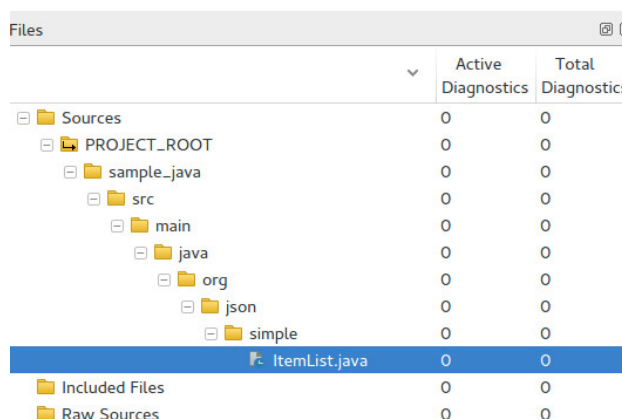 Files
Active Total
Diagnostics Diagnostics
Sources 0 0
PROJECT_ROOT 0 0
sample_java 0 0
src 0 0
main 0 0
java 0 0
org 0 0
json 0 0
simple 0 0
ItemList.java 0 0
Included Files 0 0
Raw Sources 0 0